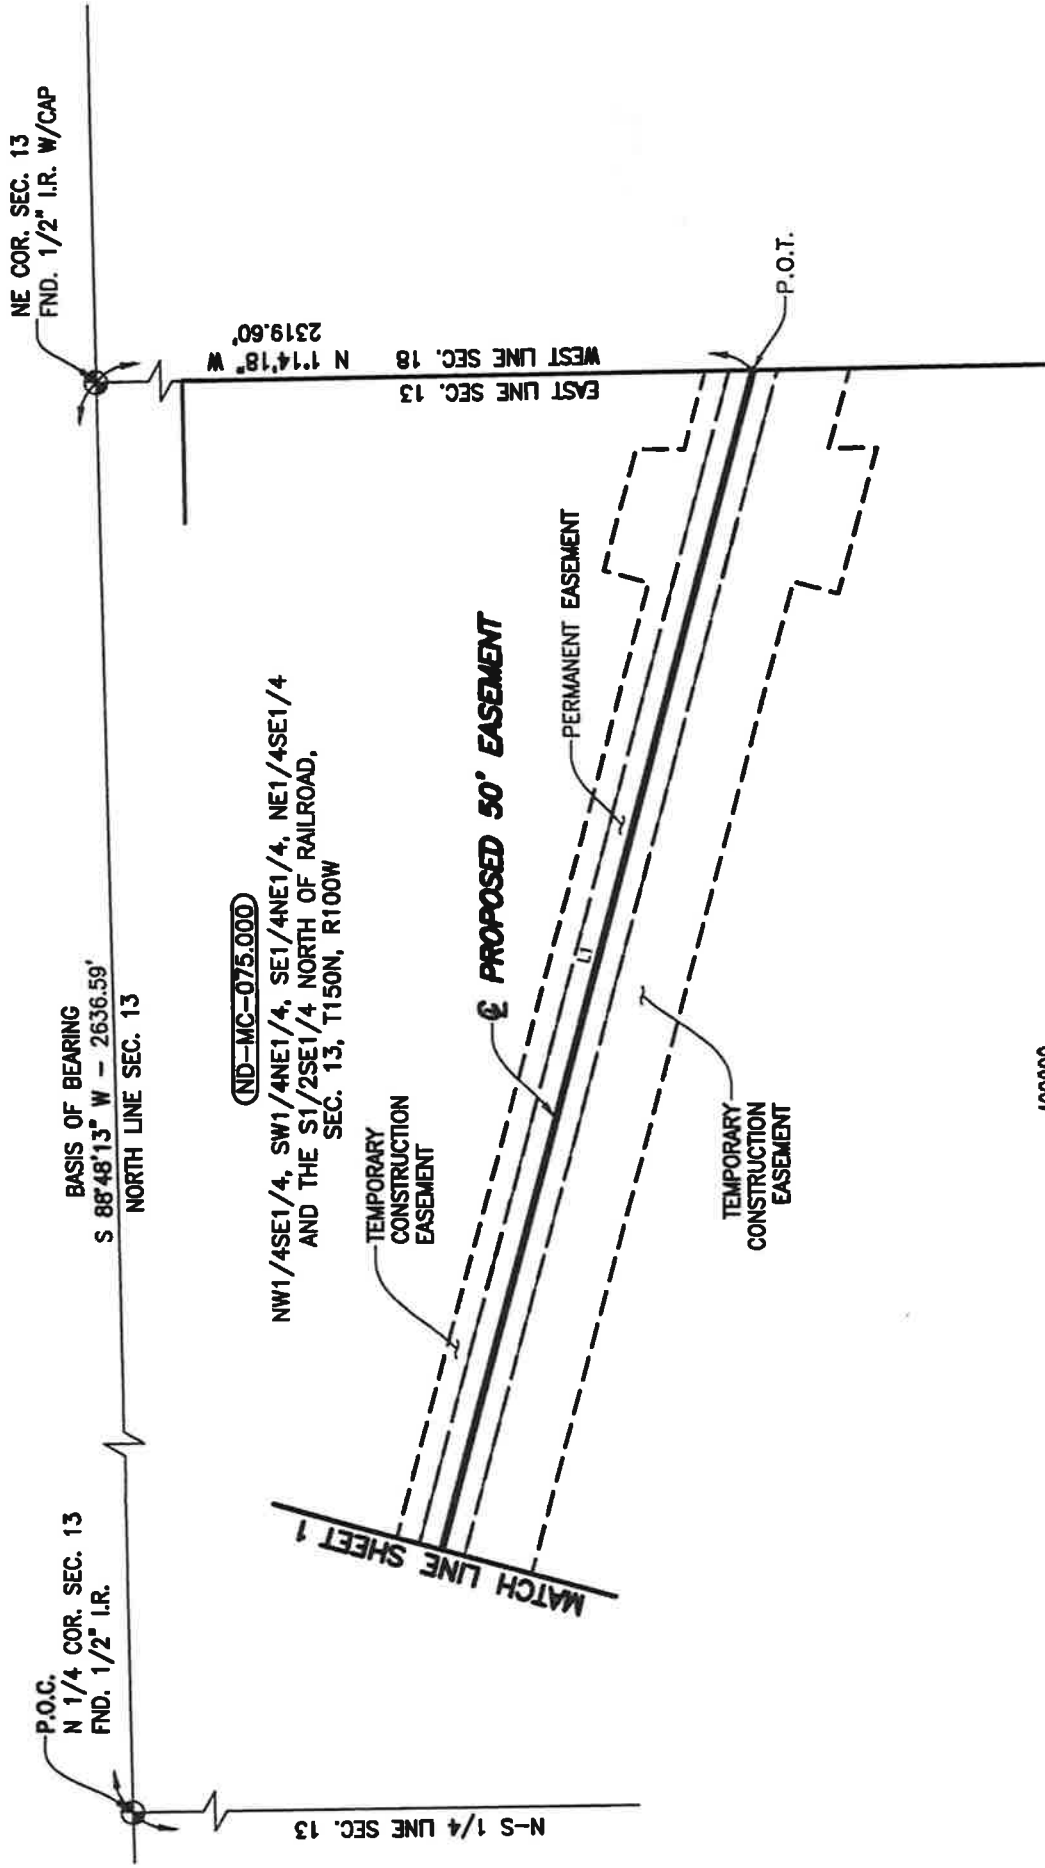 P.O.C.
N 1/4 COR. SEC. 13
FND. 1/2" I.R.
BASIS OF BEARING
S 88°48'13" W - 2636.59'
NORTH LINE SEC. 13
NE COR. SEC. 13
FND. 1/2" I.R. W/CAP
N-S 1/4 LINE SEC. 13
MATCH LINE SHEET 1
ND-MC-075.000
NW1/4SE1/4, SW1/4NE1/4, SE1/4NE1/4, NE1/4SE1/4
AND THE S1/2SE1/4 NORTH OF RAILROAD,
SEC. 13, T150N, R100W
N 1°14'18" W
2319.60'
WEST LINE SEC. 18
EAST LINE SEC. 13
TEMPORARY
CONSTRUCTION
EASEMENT
℄ PROPOSED 50' EASEMENT
PERMANENT EASEMENT
L1
P.O.T.
TEMPORARY
CONSTRUCTION
EASEMENT